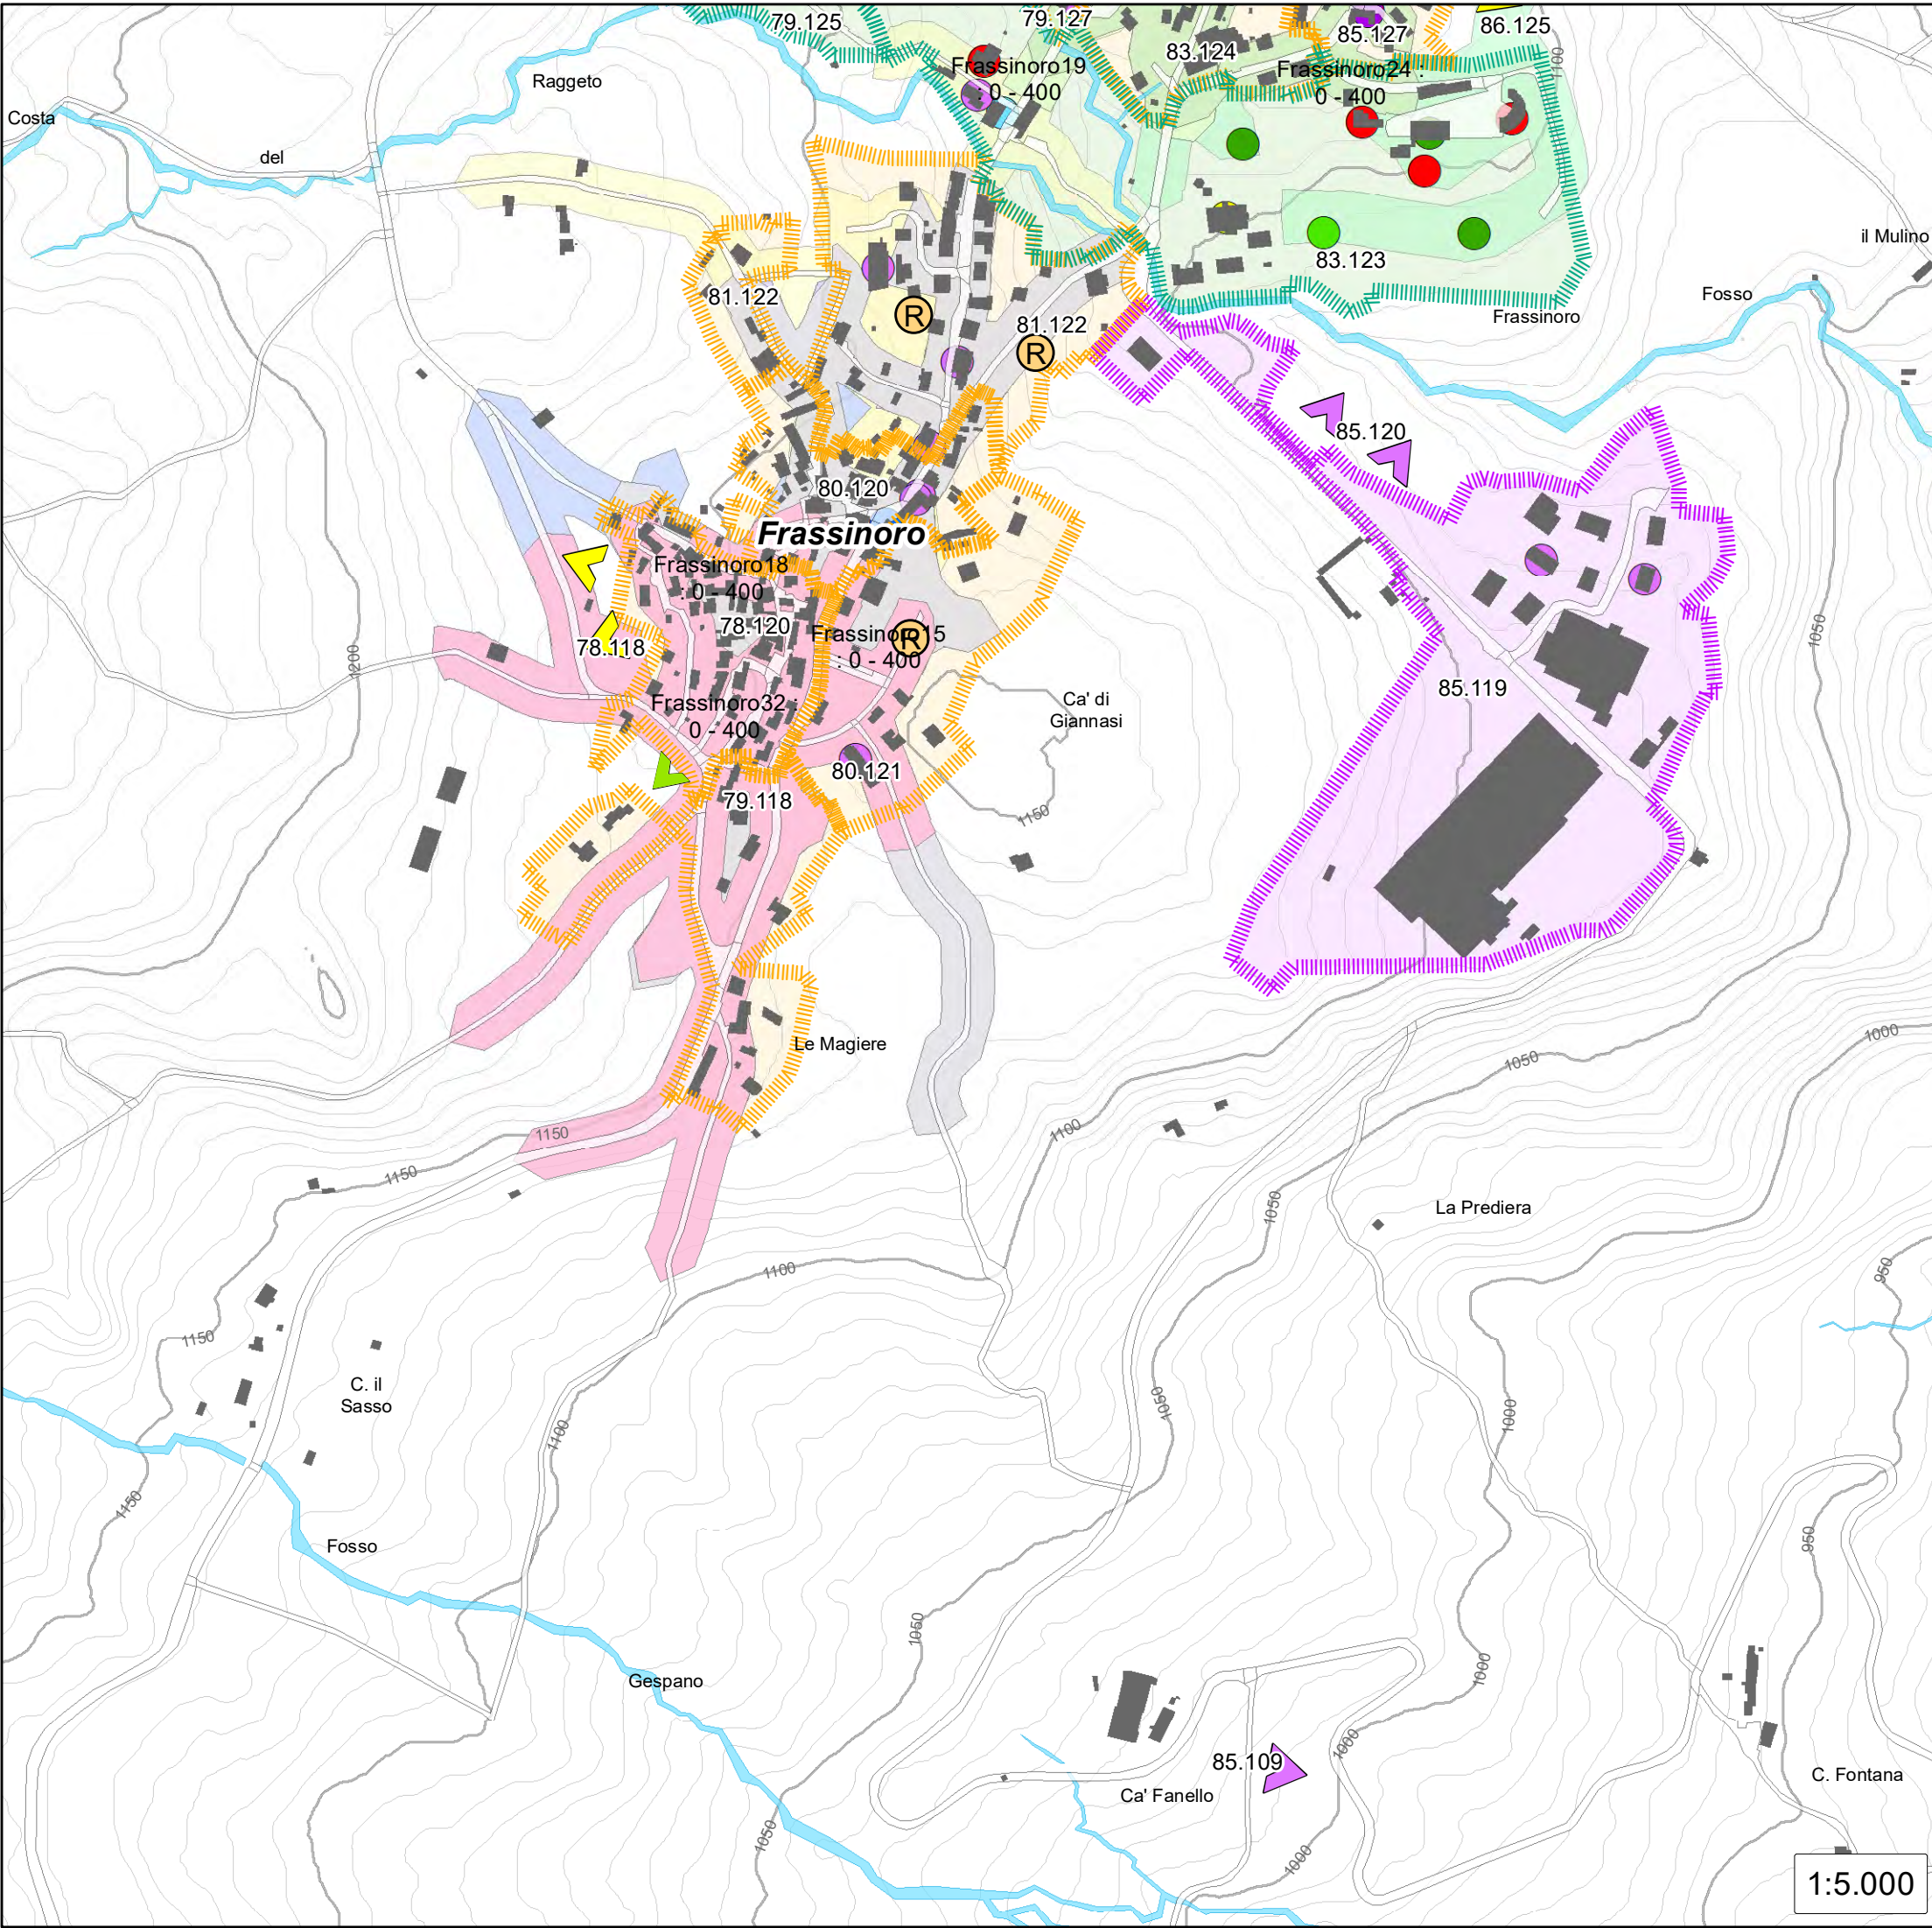 79.125
79.127
83.124
85.127
86.125
Frassinoro19
: 0 - 400
Frassinoro24 :
0 - 400
1100
Raggeto
Costa
del
il Mulino
83.123
Fosso
Frassinoro
81.122
R
81.122
R
85.120
80.120
Frassinoro
Frassinoro18
: 0 - 400
78.120
Frassinoro15
: 0 - 400
R
78.118
1200
1050
85.119
Ca' di
Giannasi
Frassinoro32 :
0 - 400
80.121
79.118
1150
Le Magiere
1000
1050
1150
1100
1150
1050
La Prediera
1100
950
1150
C. il
Sasso
1050
1000
1100
1150
950
Fosso
1050
1000
Gespano
1000
85.109
Ca' Fanello
C. Fontana
1050
1000
1:5.000